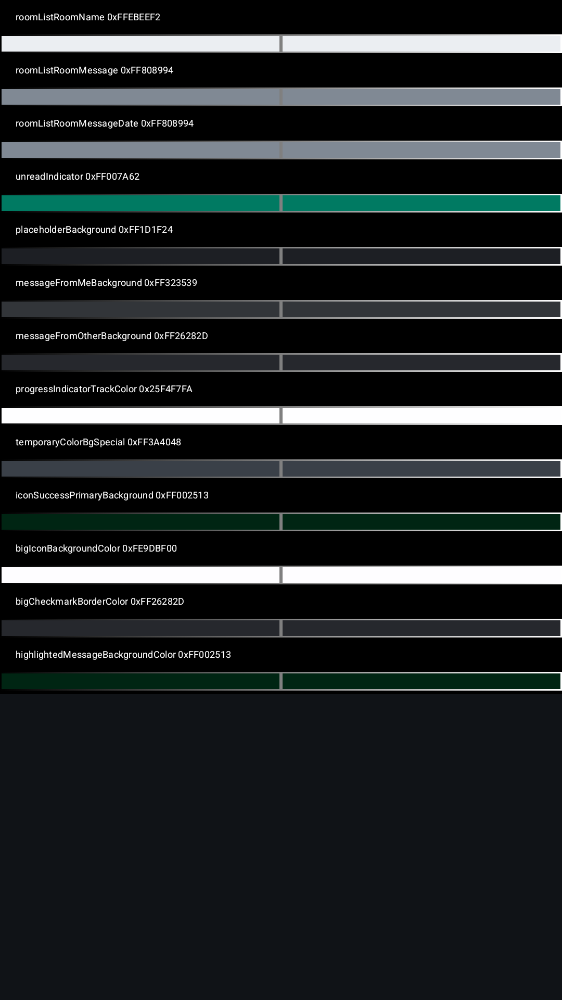 roomListRoomName 0xFFEBEEF2
roomListRoomMessage 0xFF808994
roomListRoomMessageDate 0xFF808994
unreadIndicator 0xFF007A62
placeholderBackground 0xFF1D1F24
messageFromMeBackground 0xFF323539
messageFromOtherBackground 0xFF26282D
progressIndicatorTrackColor 0x25F4F7FA
temporaryColorBgSpecial 0xFF3A4048
iconSuccessPrimaryBackground 0xFF002513
bigIconBackgroundColor 0xFE9DBF00
bigCheckmarkBorderColor 0xFF26282D
highlightedMessageBackgroundColor 0xFF002513